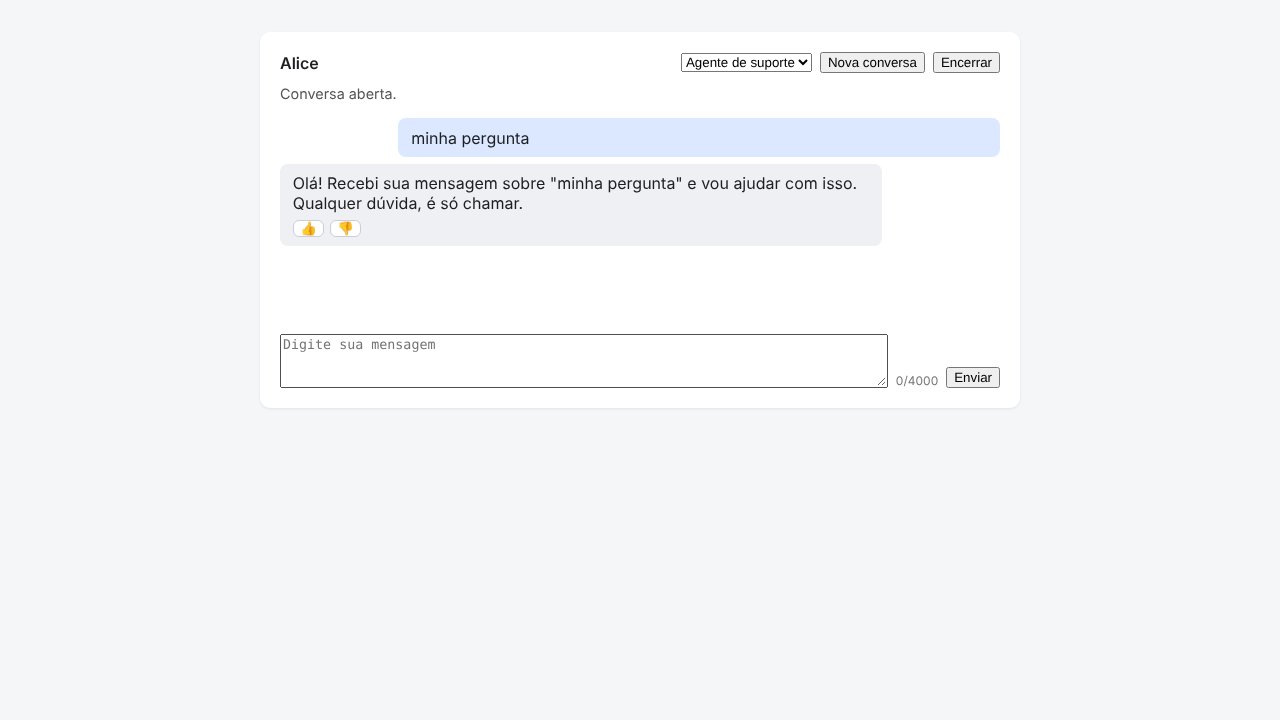 Alice
Agente de suporte
Nova conversa
Encerrar
Conversa aberta.
minha pergunta
Olá! Recebi sua mensagem sobre "minha pergunta" e vou ajudar com isso.
Qualquer dúvida, é só chamar.
👍 👎
Digite sua mensagem
0/4000
Enviar